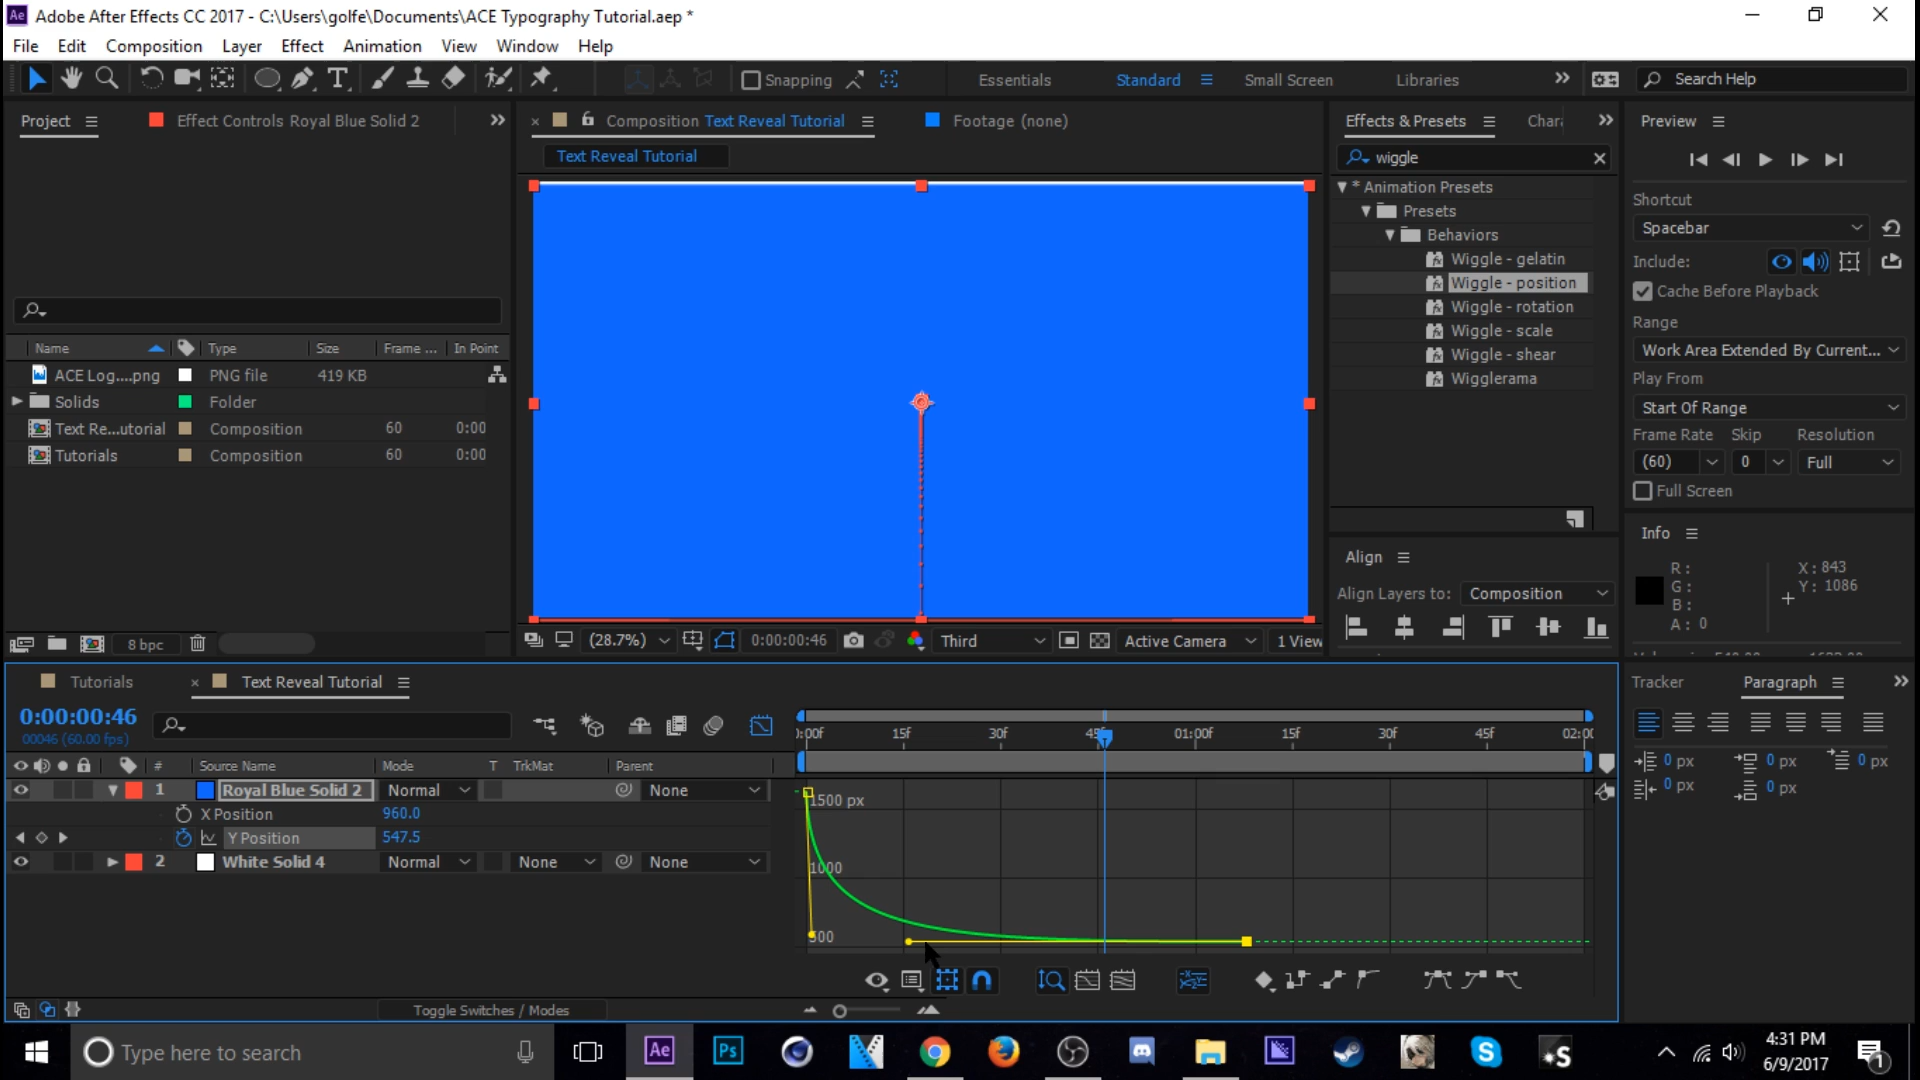 Ae Adobe After Effects CC 2017 - C:\Users\golfe\Documents\ACE Typography Tutorial.aep *
File Edit Composition Layer Effect Animation View Window Help
Snapping Essentials Standard Small Screen Libraries Search Help
Project Effect Controls Royal Blue Solid 2
Composition Text Reveal Tutorial Footage (none)
Effects & Presets
Preview
Text Reveal Tutorial
wiggle
* Animation Presets
Presets
Behaviors
Wiggle - gelatin
Wiggle - position
Wiggle - rotation
Wiggle - scale
Wiggle - shear
Wigglerama
Shortcut
Spacebar
Include:
Cache Before Playback
Range
Work Area Extended By Current...
Play From
Start Of Range
Frame Rate Skip Resolution
(60) 0 Full
Full Screen
Name Type Size Frame ... In Point
ACE Log....png PNG file 419 KB
Solids Folder
Text Re...utorial Composition 60 0:00
Tutorials Composition 60 0:00
8 bpc
(28.7%) 0:00:00:46 Third Active Camera 1 View
Align
Align Layers to: Composition
Info
R: X: 843
G: Y: 1086
B:
A: 0
Tutorials Text Reveal Tutorial
0:00:00:46
00046 (60.00 fps)
:00f 15f 30f 45f 01:00f 15f 30f 45f 02:00
# Source Name Mode T TrkMat Parent
1 Royal Blue Solid 2 Normal None
X Position 960.0
Y Position 547.5
2 White Solid 4 Normal None None
1500 px
1000
500
Toggle Switches / Modes
Tracker Paragraph
0 px 0 px 0 px
0 px 0 px
Type here to search
Ae Ps
4:31 PM
6/9/2017
1